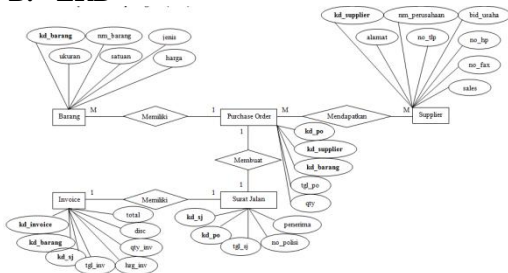 kd_supplier
nm_perusahaan
bid_usaha
alamat
no_tlp
no_hp
no_fax
sales
kd_barang
nm_barang
jenis
ukuran
satuan
harga
Barang
M
Memiliki
1
Purchase Order
M
Mendapatkan
M
Supplier
1
Membuat
1
kd_po
kd_supplier
kd_barang
tgl_po
qty
Invoice
1
Memiliki
1
Surat Jalan
total
disc
qty_inv
hrg_inv
tgl_inv
kd_invoice
kd_barang
kd_sj
kd_sj
kd_po
tgl_sj
no_polisi
penerima